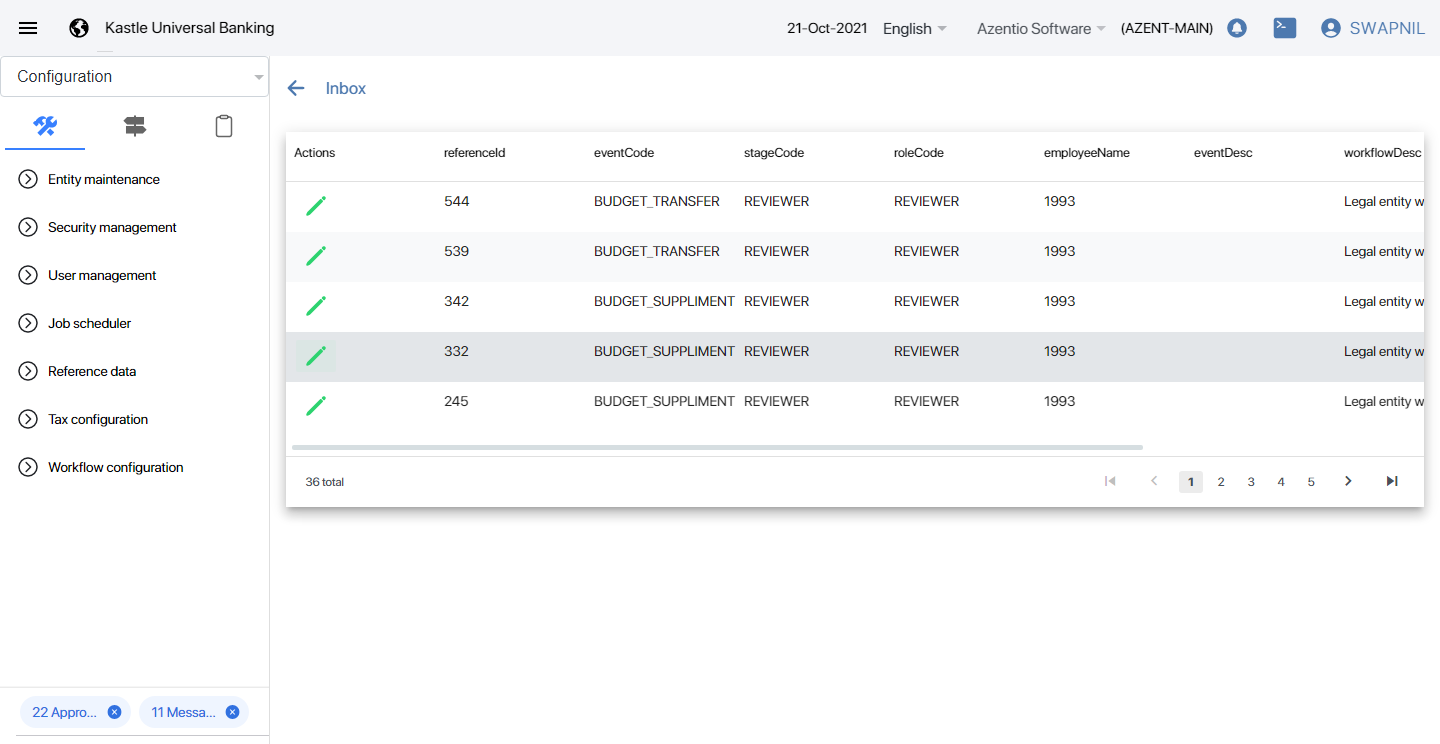 Kastle Universal Banking 21-Oct-2021 English Azentio Software (AZENT-MAIN) SWAPNIL
Configuration
Entity maintenance
Security management
User management
Job scheduler
Reference data
Tax configuration
Workflow configuration
22 Appro... 11 Messa...
Inbox
Actions referenceId eventCode stageCode roleCode employeeName eventDesc workflowDesc
544 BUDGET_TRANSFER REVIEWER REVIEWER 1993 Legal entity w
539 BUDGET_TRANSFER REVIEWER REVIEWER 1993 Legal entity w
342 BUDGET_SUPPLIMENT REVIEWER REVIEWER 1993 Legal entity w
332 BUDGET_SUPPLIMENT REVIEWER REVIEWER 1993 Legal entity w
245 BUDGET_SUPPLIMENT REVIEWER REVIEWER 1993 Legal entity w
36 total 1 2 3 4 5